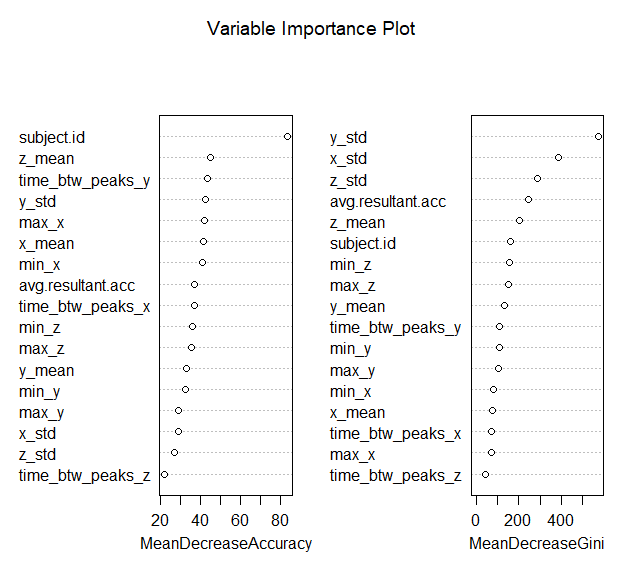 Variable Importance Plot
subject.id
z_mean
time_btw_peaks_y
y_std
max_x
x_mean
min_x
avg.resultant.acc
time_btw_peaks_x
min_z
max_z
y_mean
min_y
max_y
x_std
z_std
time_btw_peaks_z
20 40 60 80
MeanDecreaseAccuracy
y_std
x_std
z_std
avg.resultant.acc
z_mean
subject.id
min_z
max_z
y_mean
time_btw_peaks_y
min_y
max_y
min_x
x_mean
time_btw_peaks_x
max_x
time_btw_peaks_z
0 200 400
MeanDecreaseGini